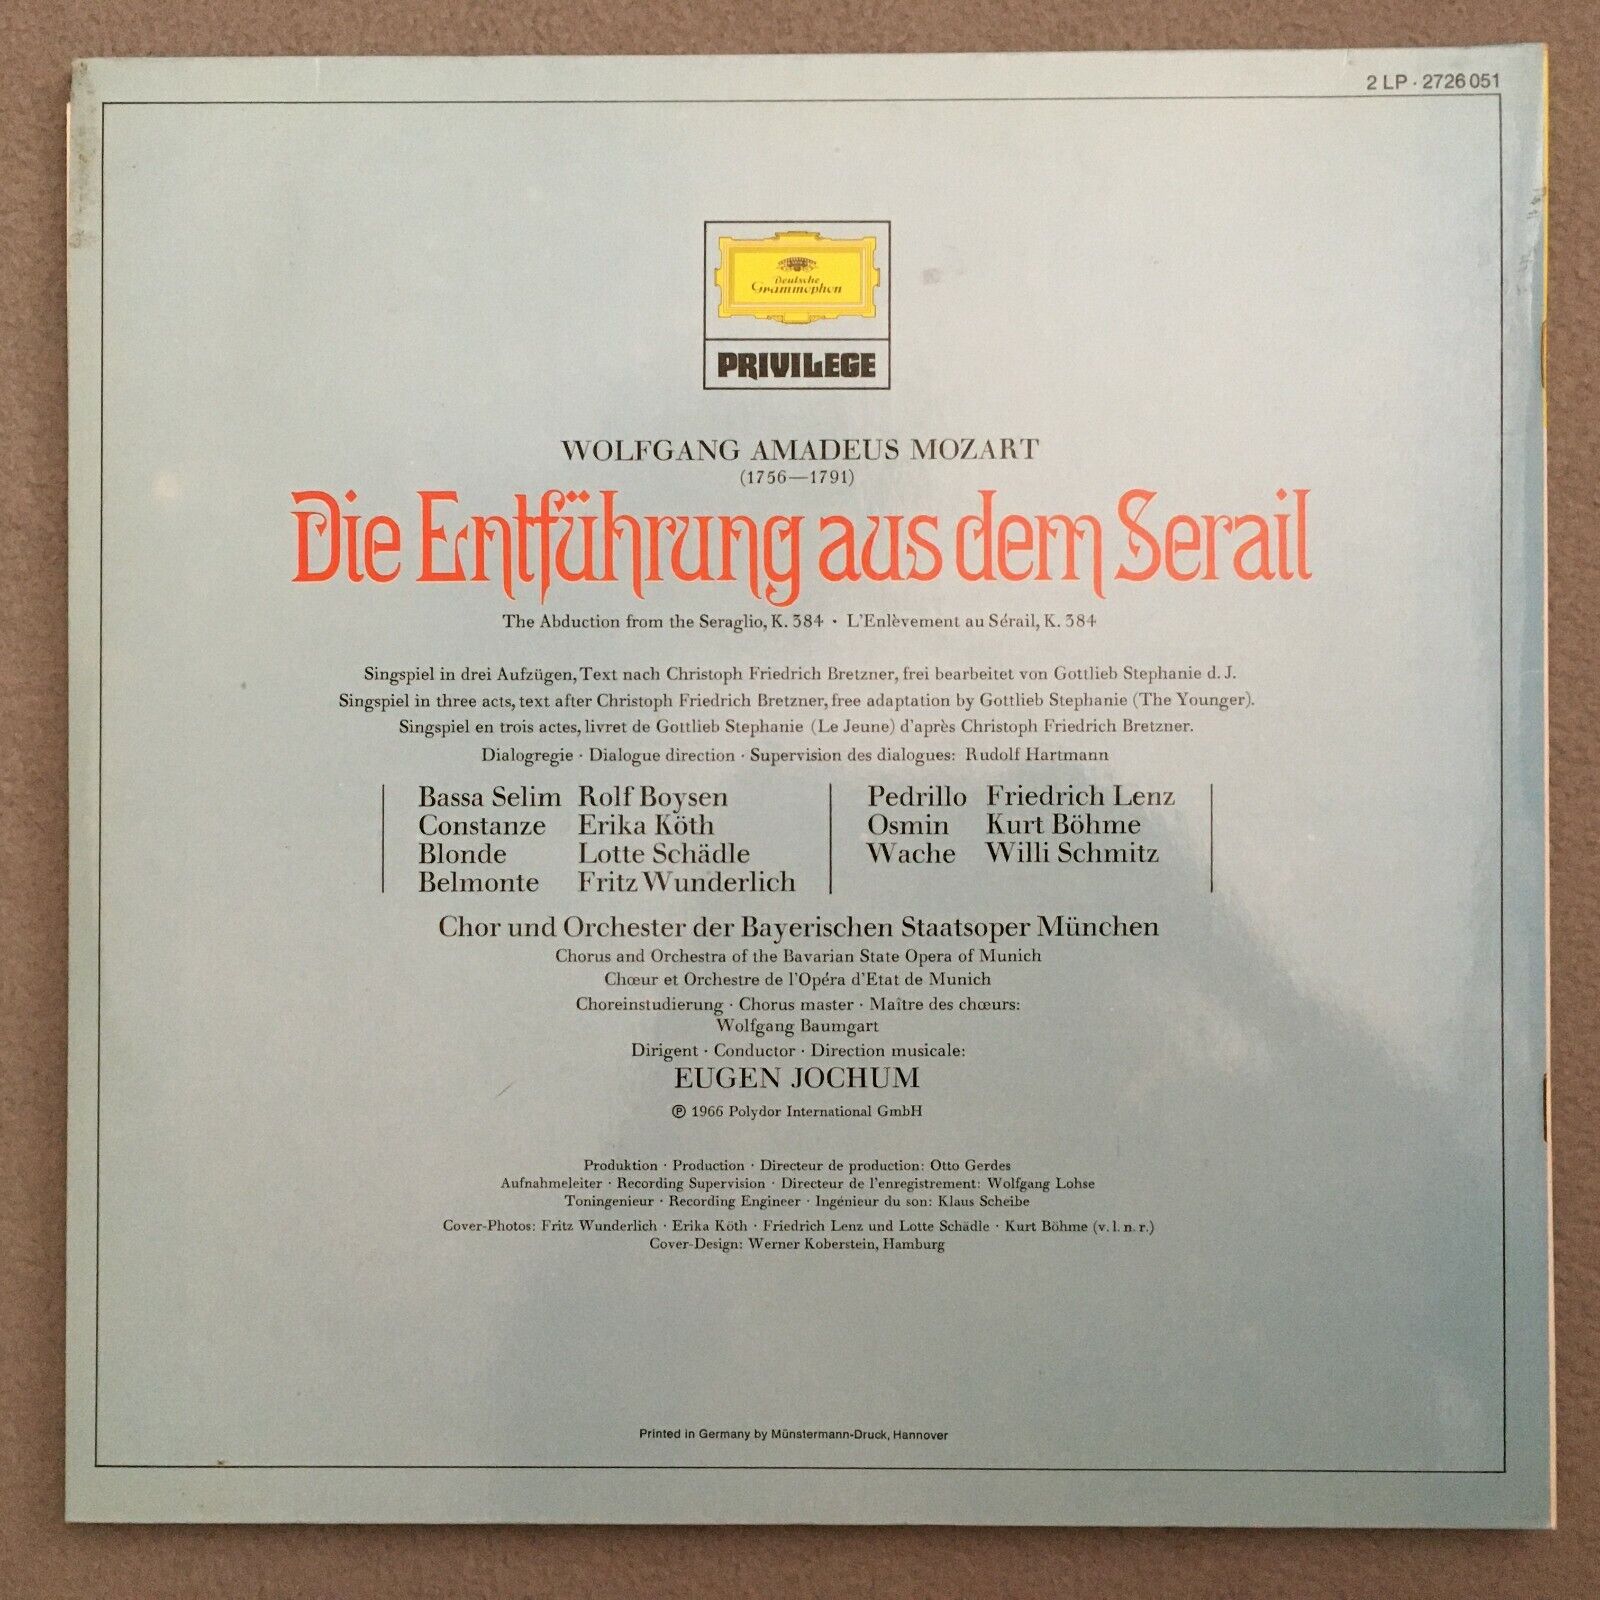 2 LP · 2726 051
Deutsche
Grammophon
PRIVILEGE
WOLFGANG AMADEUS MOZART
(1756—1791)
Die Entführung aus dem Serail
The Abduction from the Seraglio, K. 384 · L'Enlèvement au Sérail, K. 384
Singspiel in drei Aufzügen, Text nach Christoph Friedrich Bretzner, frei bearbeitet von Gottlieb Stephanie d. J.
Singspiel in three acts, text after Christoph Friedrich Bretzner, free adaptation by Gottlieb Stephanie (The Younger).
Singspiel en trois actes, livret de Gottlieb Stephanie (Le Jeune) d'après Christoph Friedrich Bretzner.
Dialogregie · Dialogue direction · Supervision des dialogues: Rudolf Hartmann
Bassa Selim Rolf Boysen
Constanze Erika Köth
Blonde Lotte Schädle
Belmonte Fritz Wunderlich
Pedrillo Friedrich Lenz
Osmin Kurt Böhme
Wache Willi Schmitz
Chor und Orchester der Bayerischen Staatsoper München
Chorus and Orchestra of the Bavarian State Opera of Munich
Chœur et Orchestre de l'Opéra d'Etat de Munich
Choreinstudierung · Chorus master · Maître des chœurs:
Wolfgang Baumgart
Dirigent · Conductor · Direction musicale:
EUGEN JOCHUM
℗ 1966 Polydor International GmbH
Produktion · Production · Directeur de production: Otto Gerdes
Aufnahmeleiter · Recording Supervision · Directeur de l'enregistrement: Wolfgang Lohse
Toningenieur · Recording Engineer · Ingénieur du son: Klaus Scheibe
Cover-Photos: Fritz Wunderlich · Erika Köth · Friedrich Lenz und Lotte Schädle · Kurt Böhme (v. l. n. r.)
Cover-Design: Werner Koberstein, Hamburg
Printed in Germany by Münstermann-Druck, Hannover